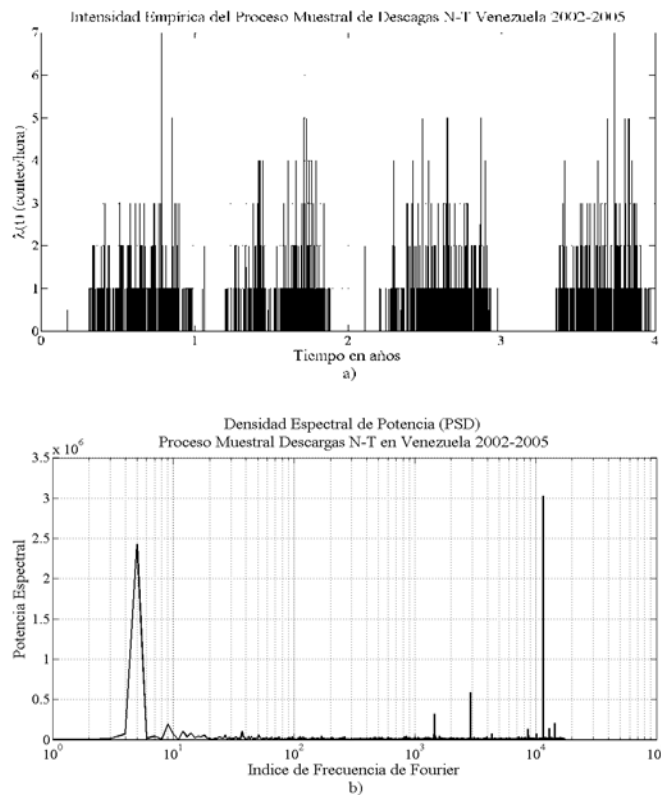 Intensidad Empírica del Proceso Muestral de Descagas N-T Venezuela 2002-2005
7
6
5
4
3
2
1
0
λ(t) (conteo/hora)
0 1 2 3 4
Tiempo en años
a)
Densidad Espectral de Potencia (PSD)
Proceso Muestral Descargas N-T en Venezuela 2002-2005
x 10⁶
3.5
3
2.5
2
1.5
1
0.5
0
Potencia Espectral
10⁰ 10¹ 10² 10³ 10⁴ 10
Indice de Frecuencia de Fourier
b)